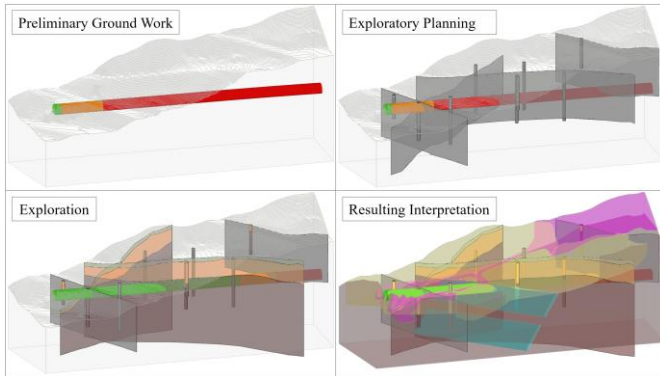 Preliminary Ground Work
Exploratory Planning
Exploration
Resulting Interpretation